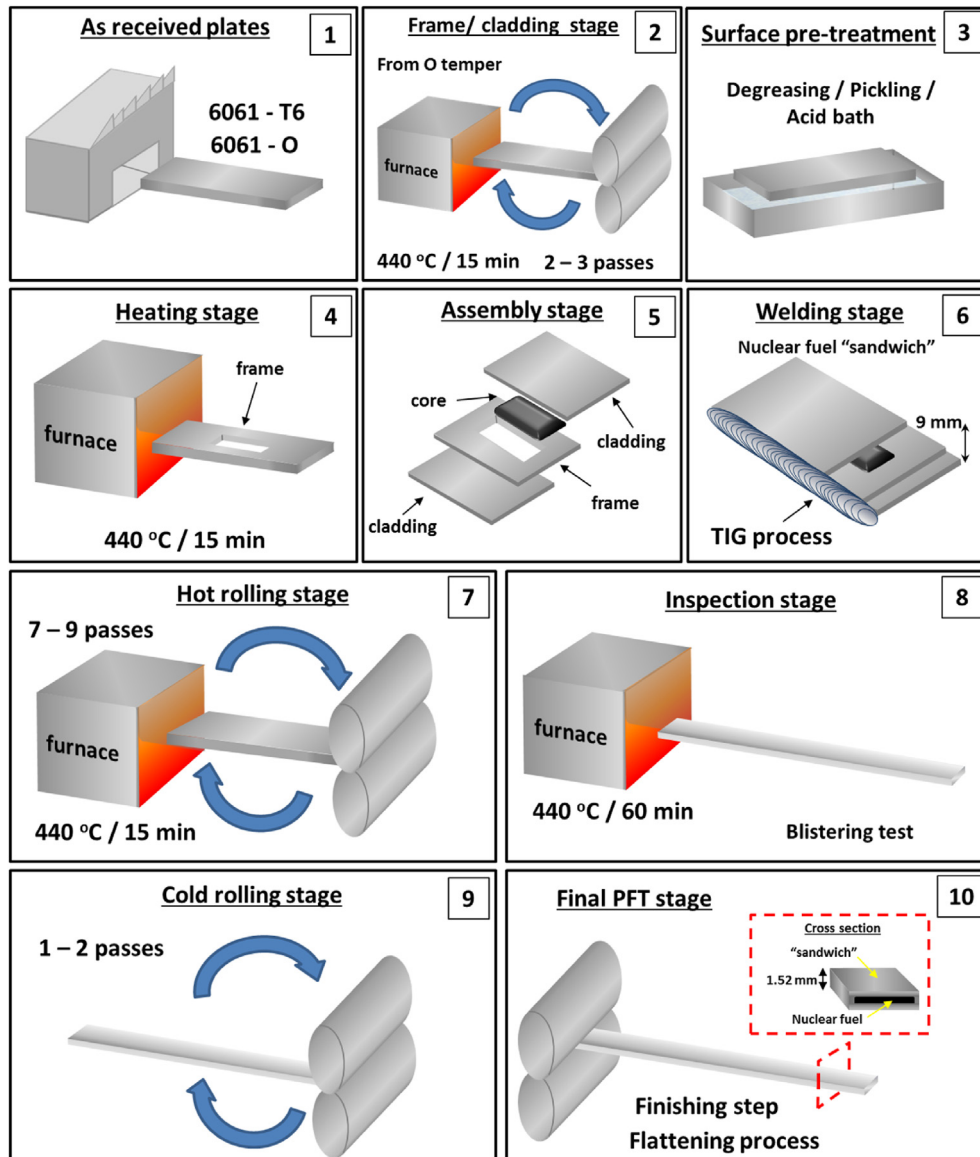 As received plates
1
6061 - T6
6061 - O
Frame/ cladding stage
2
From O temper
furnace
440 °C / 15 min
2 – 3 passes
Surface pre-treatment
3
Degreasing / Pickling /
Acid bath
Heating stage
4
frame
furnace
440 °C / 15 min
Assembly stage
5
core
cladding
frame
cladding
Welding stage
6
Nuclear fuel “sandwich”
9 mm
TIG process
Hot rolling stage
7
7 – 9 passes
furnace
440 °C / 15 min
Inspection stage
8
furnace
440 °C / 60 min
Blistering test
Cold rolling stage
9
1 – 2 passes
Final PFT stage
10
Cross section
“sandwich”
1.52 mm
Nuclear fuel
Finishing step
Flattening process